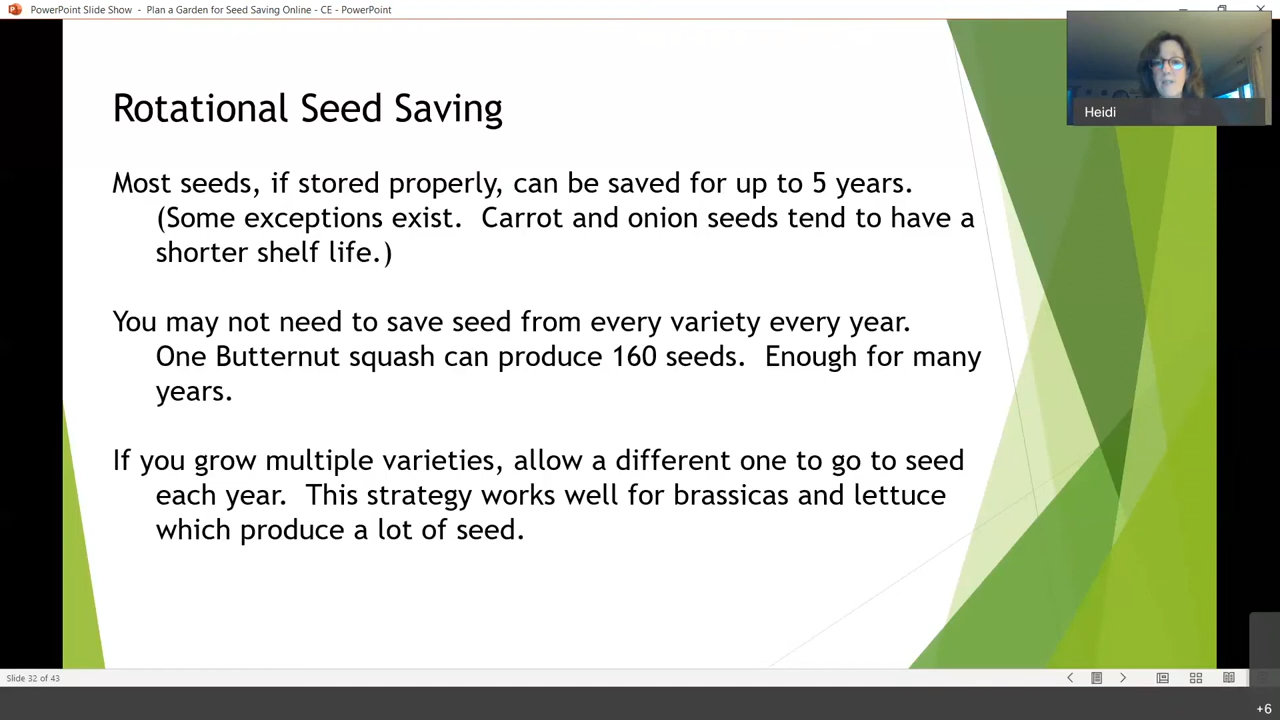 PowerPoint Slide Show - Plan a Garden for Seed Saving Online - CE - PowerPoint
Heidi
Rotational Seed Saving
Most seeds, if stored properly, can be saved for up to 5 years.
(Some exceptions exist. Carrot and onion seeds tend to have a
shorter shelf life.)
You may not need to save seed from every variety every year.
One Butternut squash can produce 160 seeds. Enough for many
years.
If you grow multiple varieties, allow a different one to go to seed
each year. This strategy works well for brassicas and lettuce
which produce a lot of seed.
Slide 32 of 43
+6